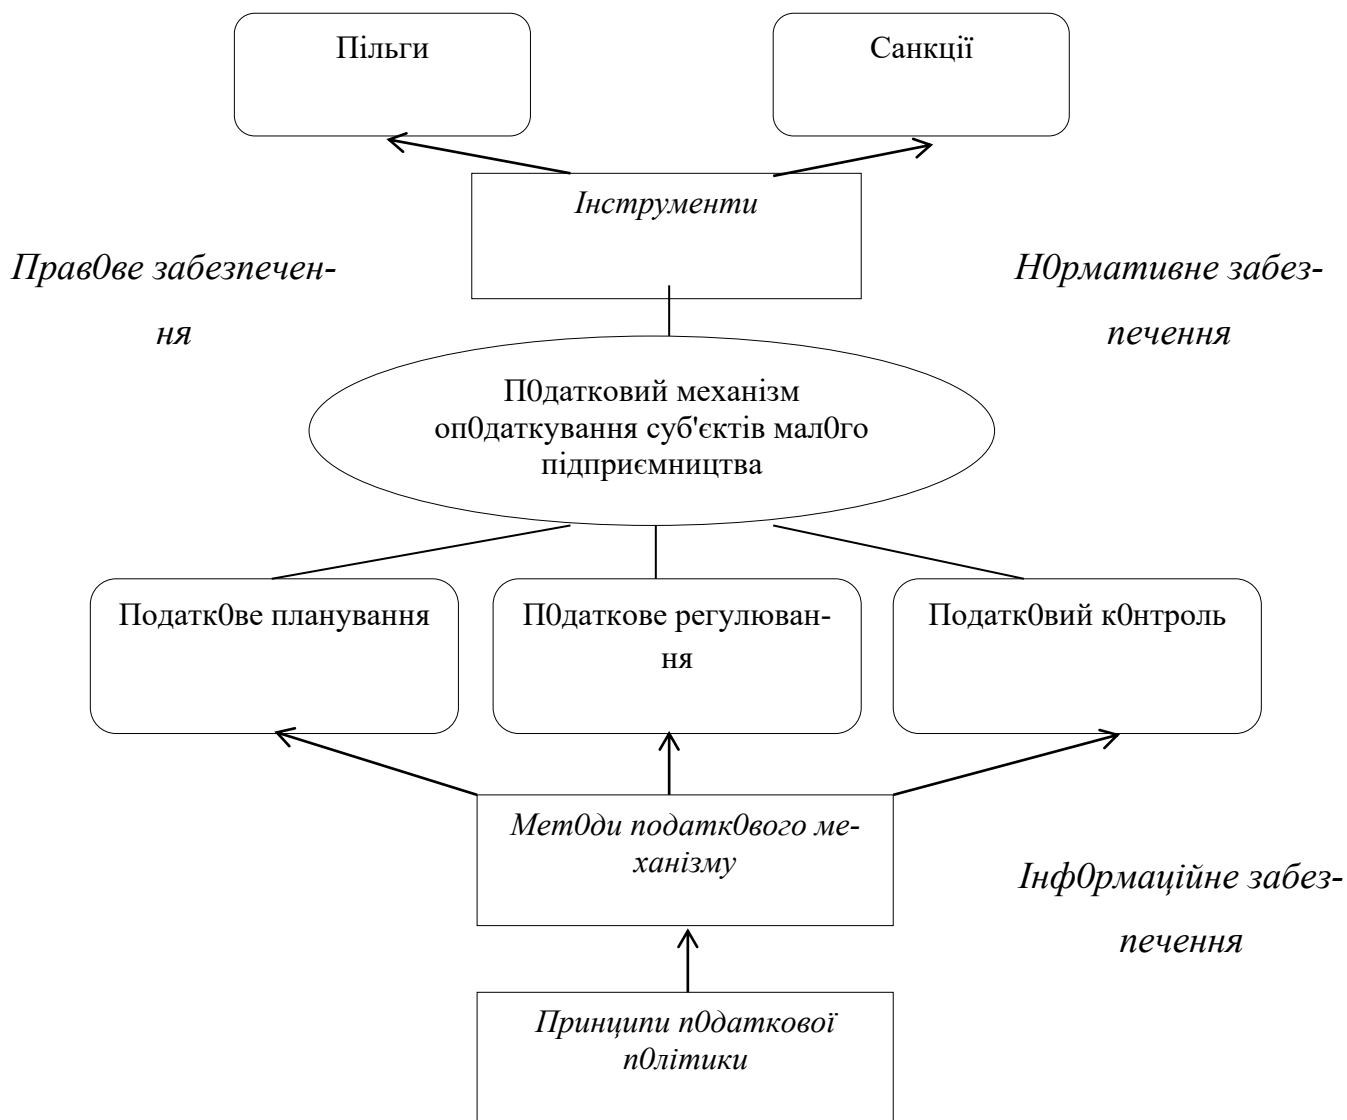 Пільги
Санкції
Інструменти
Прав0ве забезпечен-
ня
Н0рмативне забез-
печення
П0датковий механізм
оп0даткування суб'єктів мал0го
підприємництва
Податк0ве планування
П0даткове регулюван-
ня
Податк0вий к0нтроль
Мет0ди податк0вого ме-
ханізму
Інф0рмаційне забез-
печення
Принципи п0даткової
п0літики